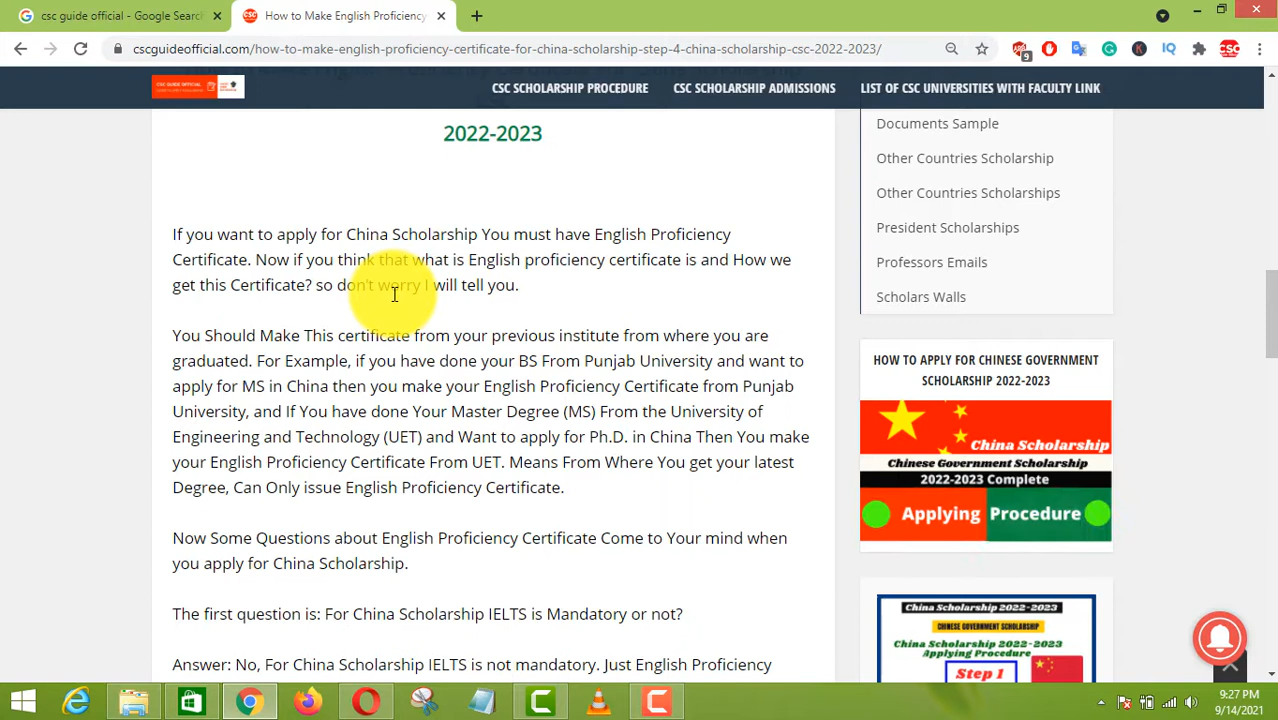 csc guide official - Google Search
How to Make English Proficiency
cscguideofficial.com/how-to-make-english-proficiency-certificate-for-china-scholarship-step-4-china-scholarship-csc-2022-2023/
9
CSC
CSC GUIDE OFFICIAL
CSC SCHOLARSHIP PROCEDURE
CSC SCHOLARSHIP ADMISSIONS
LIST OF CSC UNIVERSITIES WITH FACULTY LINK
2022-2023
If you want to apply for China Scholarship You must have English Proficiency
Certificate. Now if you think that what is English proficiency certificate is and How we
get this Certificate? so don't worry I will tell you.
You Should Make This certificate from your previous institute from where you are
graduated. For Example, if you have done your BS From Punjab University and want to
apply for MS in China then you make your English Proficiency Certificate from Punjab
University, and If You have done Your Master Degree (MS) From the University of
Engineering and Technology (UET) and Want to apply for Ph.D. in China Then You make
your English Proficiency Certificate From UET. Means From Where You get your latest
Degree, Can Only issue English Proficiency Certificate.
Now Some Questions about English Proficiency Certificate Come to Your mind when
you apply for China Scholarship.
The first question is: For China Scholarship IELTS is Mandatory or not?
Answer: No, For China Scholarship IELTS is not mandatory. Just English Proficiency
Documents Sample
Other Countries Scholarship
Other Countries Scholarships
President Scholarships
Professors Emails
Scholars Walls
HOW TO APPLY FOR CHINESE GOVERNMENT
SCHOLARSHIP 2022-2023
China Scholarship
Chinese Government Scholarship
2022-2023 Complete
Applying Procedure
China Scholarship 2022-2023
CHINESE GOVERNMENT SCHOLARSHIP
China Scholarship 2022-2023
Applying Procedure
Step 1
9:27 PM
9/14/2021